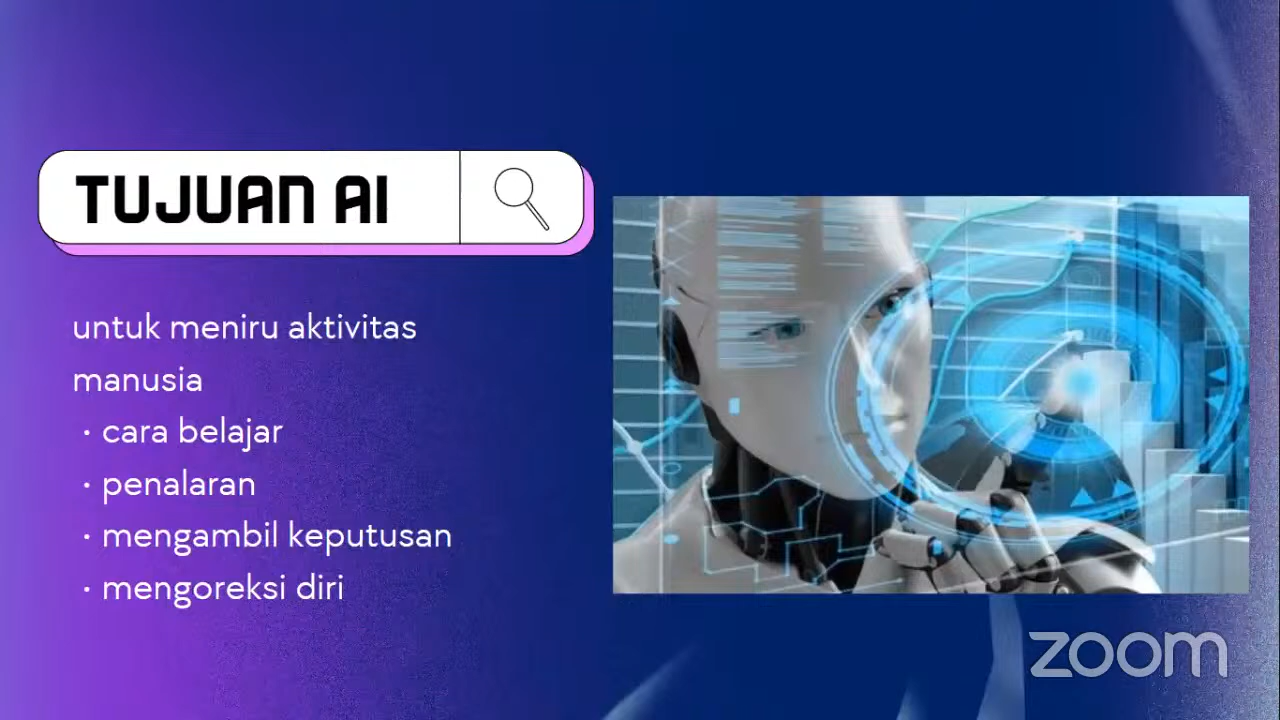 TUJUAN AI
untuk meniru aktivitas
manusia
· cara belajar
· penalaran
· mengambil keputusan
· mengoreksi diri
zoom